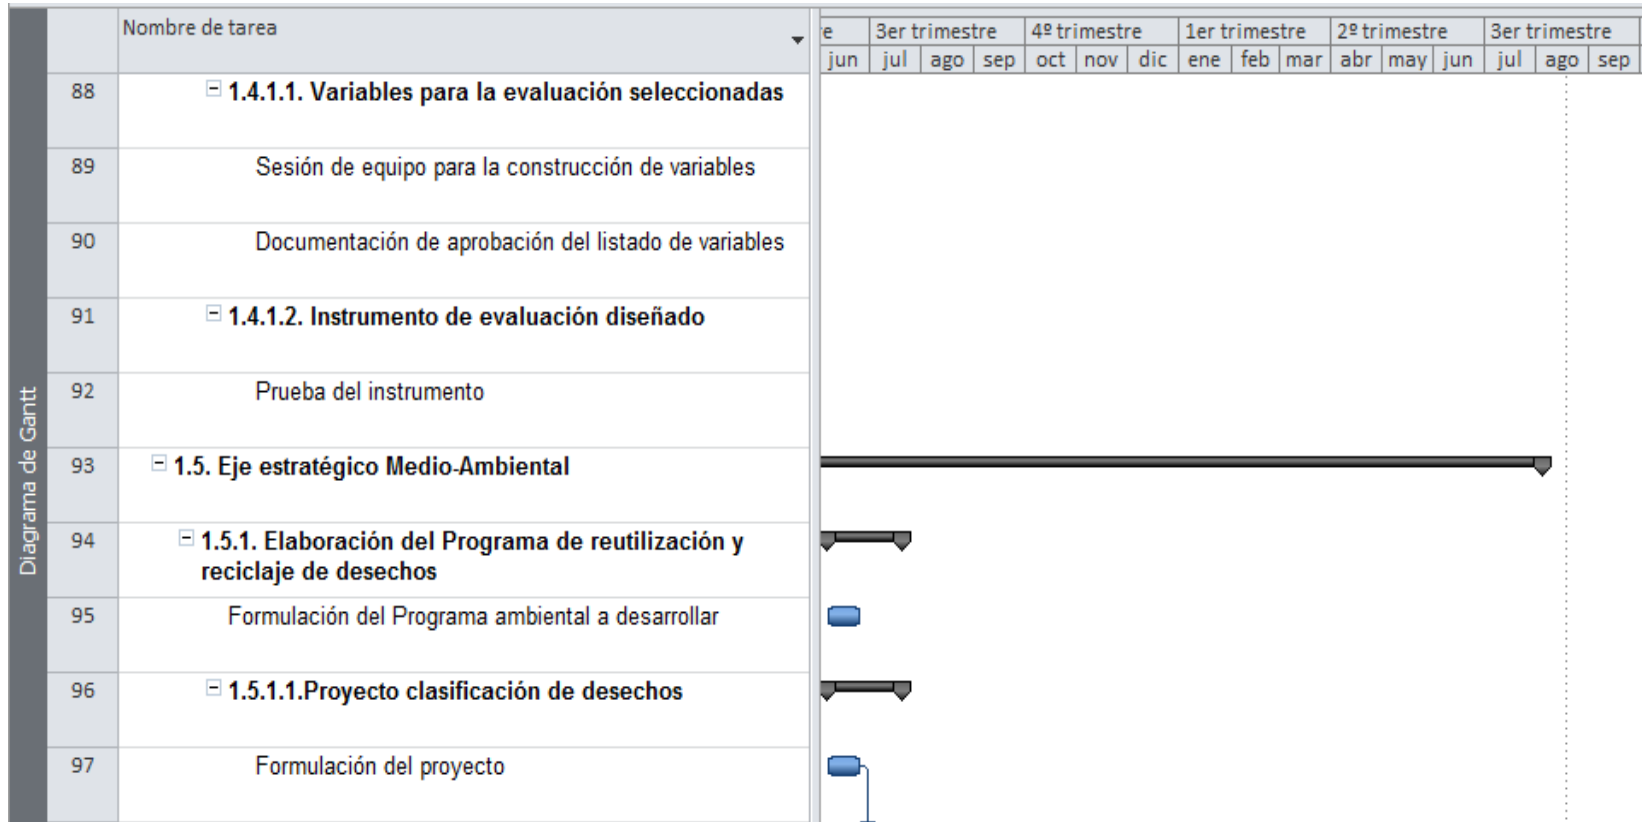 Nombre de tarea
re 3er trimestre 4º trimestre 1er trimestre 2º trimestre 3er trimestre
jun jul ago sep oct nov dic ene feb mar abr may jun jul ago sep
88 1.4.1.1. Variables para la evaluación seleccionadas
89 Sesión de equipo para la construcción de variables
90 Documentación de aprobación del listado de variables
91 1.4.1.2. Instrumento de evaluación diseñado
92 Prueba del instrumento
93 1.5. Eje estratégico Medio-Ambiental
94 1.5.1. Elaboración del Programa de reutilización y
reciclaje de desechos
95 Formulación del Programa ambiental a desarrollar
96 1.5.1.1.Proyecto clasificación de desechos
97 Formulación del proyecto
Diagrama de Gantt